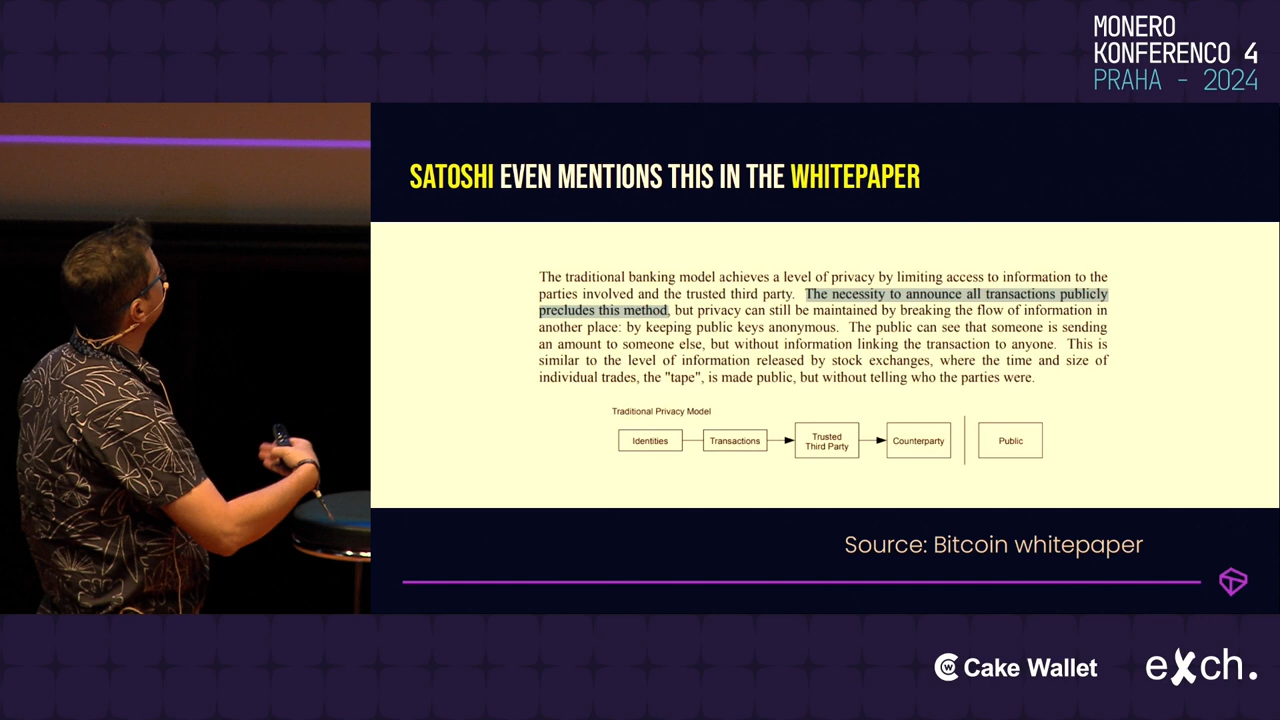 MONERO
KONFERENCO 4
PRAHA - 2024
SATOSHI EVEN MENTIONS THIS IN THE WHITEPAPER
The traditional banking model achieves a level of privacy by limiting access to information to the
parties involved and the trusted third party. The necessity to announce all transactions publicly
precludes this method, but privacy can still be maintained by breaking the flow of information in
another place: by keeping public keys anonymous. The public can see that someone is sending
an amount to someone else, but without information linking the transaction to anyone. This is
similar to the level of information released by stock exchanges, where the time and size of
individual trades, the "tape", is made public, but without telling who the parties were.
Traditional Privacy Model
Identities
Transactions
Trusted
Third Party
Counterparty
Public
Source: Bitcoin whitepaper
CW Cake Wallet
eXch.